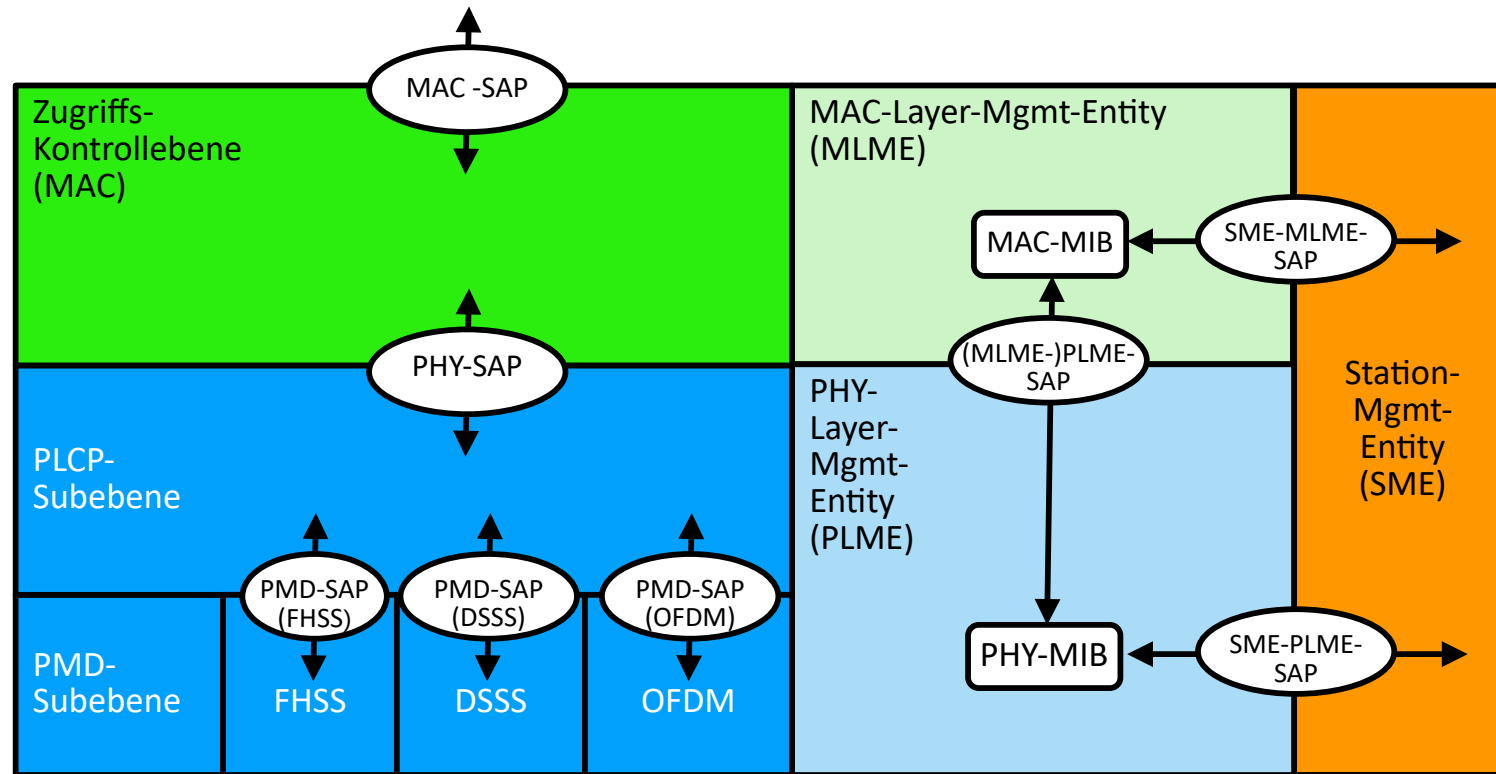 MAC -SAP
Zugriffs-
Kontrollebene
(MAC)
MAC-Layer-Mgmt-Entity
(MLME)
MAC-MIB
SME-MLME-
SAP
PHY-SAP
(MLME-)PLME-
SAP
PLCP-
Subebene
PHY-
Layer-
Mgmt-
Entity
(PLME)
Station-
Mgmt-
Entity
(SME)
PMD-SAP
(FHSS)
PMD-SAP
(DSSS)
PMD-SAP
(OFDM)
PMD-
Subebene
FHSS
DSSS
OFDM
PHY-MIB
SME-PLME-
SAP